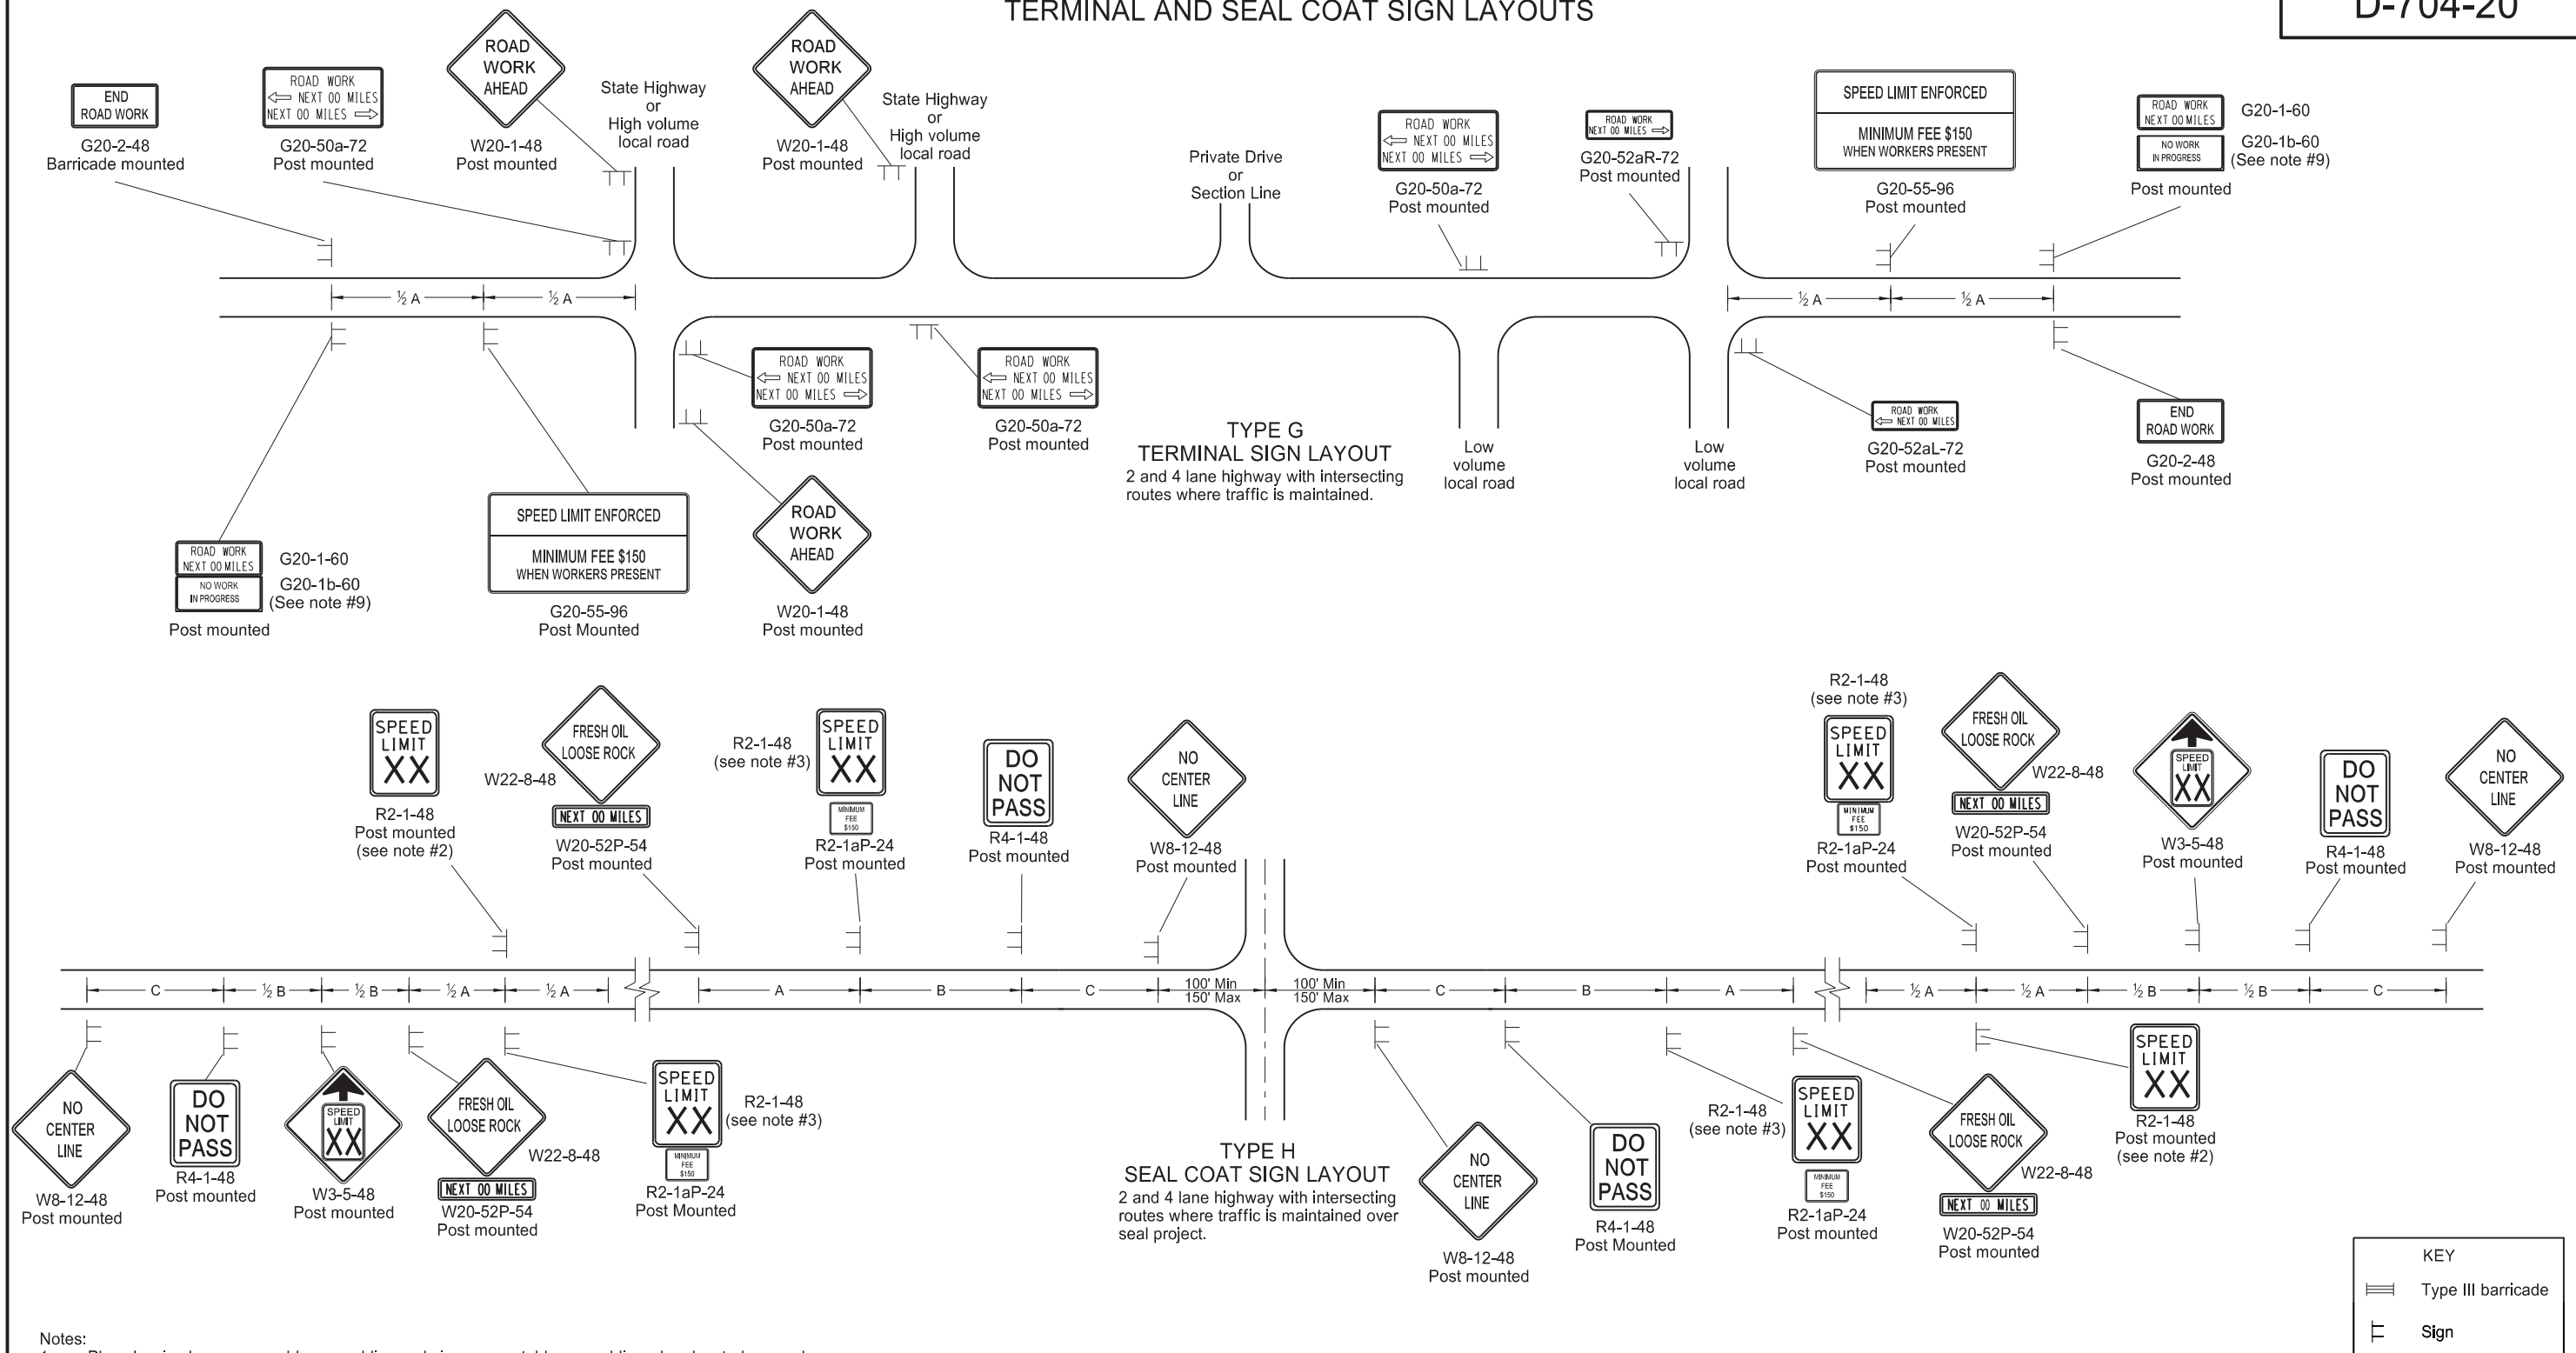 TERMINAL AND SEAL COAT SIGN LAYOUTS
D-704-20
END
ROAD WORK
G20-2-48
Barricade mounted
ROAD WORK
NEXT 00 MILES
NEXT 00 MILES
G20-50a-72
Post mounted
ROAD
WORK
AHEAD
W20-1-48
Post mounted
State Highway
or
High volume
local road
ROAD
WORK
AHEAD
W20-1-48
Post mounted
State Highway
or
High volume
local road
Private Drive
or
Section Line
ROAD WORK
NEXT 00 MILES
NEXT 00 MILES
G20-50a-72
Post mounted
ROAD WORK
NEXT 00 MILES
G20-52aR-72
Post mounted
SPEED LIMIT ENFORCED
MINIMUM FEE $150
WHEN WORKERS PRESENT
G20-55-96
Post mounted
ROAD WORK
NEXT 00 MILES
G20-1-60
NO WORK
IN PROGRESS
G20-1b-60
(See note #9)
Post mounted
½ A
½ A
½ A
½ A
ROAD WORK
NEXT 00 MILES
NEXT 00 MILES
G20-50a-72
Post mounted
ROAD WORK
NEXT 00 MILES
NEXT 00 MILES
G20-50a-72
Post mounted
TYPE G
TERMINAL SIGN LAYOUT
2 and 4 lane highway with intersecting
routes where traffic is maintained.
Low
volume
local road
Low
volume
local road
ROAD WORK
NEXT 00 MILES
G20-52aL-72
Post mounted
END
ROAD WORK
G20-2-48
Post mounted
ROAD WORK
NEXT 00 MILES
G20-1-60
NO WORK
IN PROGRESS
G20-1b-60
(See note #9)
Post mounted
SPEED LIMIT ENFORCED
MINIMUM FEE $150
WHEN WORKERS PRESENT
G20-55-96
Post Mounted
ROAD
WORK
AHEAD
W20-1-48
Post mounted
SPEED
LIMIT
XX
R2-1-48
Post mounted
(see note #2)
FRESH OIL
LOOSE ROCK
W22-8-48
NEXT 00 MILES
W20-52P-54
Post mounted
R2-1-48
(see note #3)
SPEED
LIMIT
XX
MINIMUM
FEE
$150
R2-1aP-24
Post mounted
DO
NOT
PASS
R4-1-48
Post mounted
NO
CENTER
LINE
W8-12-48
Post mounted
R2-1-48
(see note #3)
SPEED
LIMIT
XX
MINIMUM
FEE
$150
R2-1aP-24
Post mounted
FRESH OIL
LOOSE ROCK
W22-8-48
NEXT 00 MILES
W20-52P-54
Post mounted
SPEED
LIMIT
XX
W3-5-48
Post mounted
DO
NOT
PASS
R4-1-48
Post mounted
NO
CENTER
LINE
W8-12-48
Post mounted
C
½ B
½ B
½ A
½ A
A
B
C
100' Min
150' Max
100' Min
150' Max
C
B
A
½ A
½ A
½ B
½ B
C
NO
CENTER
LINE
W8-12-48
Post mounted
DO
NOT
PASS
R4-1-48
Post mounted
SPEED
LIMIT
XX
W3-5-48
Post mounted
FRESH OIL
LOOSE ROCK
W22-8-48
NEXT 00 MILES
W20-52P-54
Post mounted
SPEED
LIMIT
XX
R2-1-48
(see note #3)
MINIMUM
FEE
$150
R2-1aP-24
Post Mounted
TYPE H
SEAL COAT SIGN LAYOUT
2 and 4 lane highway with intersecting
routes where traffic is maintained over
seal project.
NO
CENTER
LINE
W8-12-48
Post mounted
DO
NOT
PASS
R4-1-48
Post Mounted
R2-1-48
(see note #3)
SPEED
LIMIT
XX
MINIMUM
FEE
$150
R2-1aP-24
Post mounted
FRESH OIL
LOOSE ROCK
W22-8-48
NEXT 00 MILES
W20-52P-54
Post mounted
SPEED
LIMIT
XX
R2-1-48
Post mounted
(see note #2)
KEY
Type III barricade
Sign
Notes: